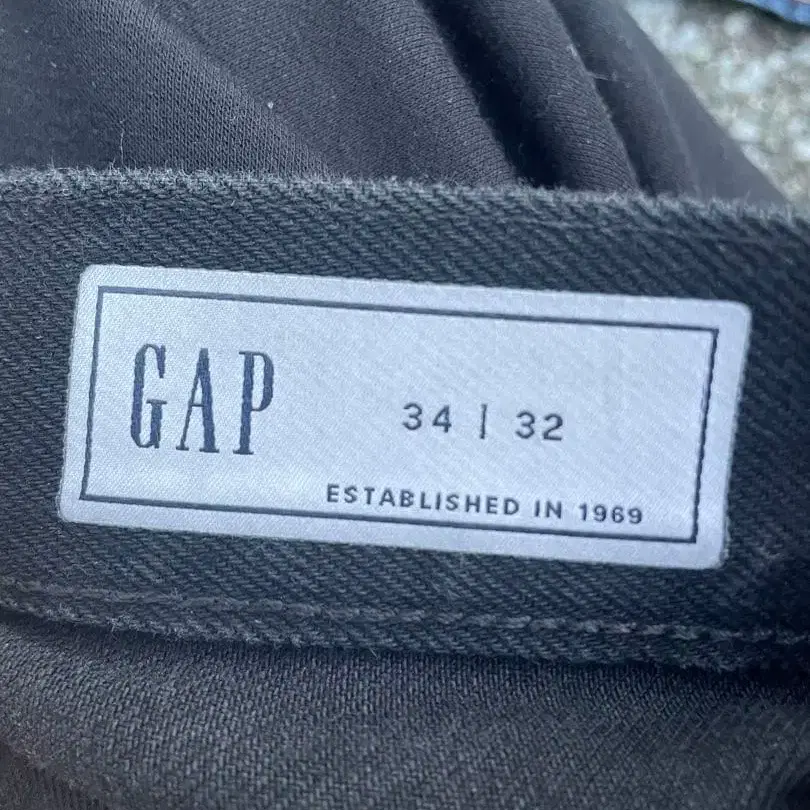 GAP
34 | 32
ESTABLISHED IN 1969